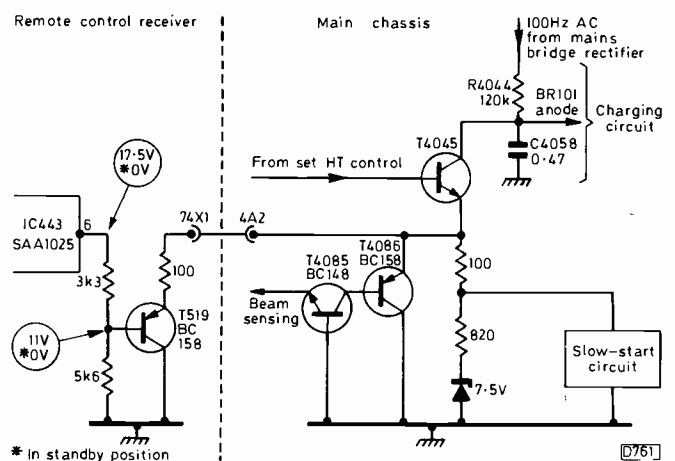 Remote control receiver
Main chassis
100Hz AC
from mains
bridge rectifier
R4044
120k
BR101
anode
Charging
circuit
C4058
0.47
T4045
From set HT control
17.5V
*0V
IC443
SAA1025
6
74X1
4A2
3k3
100
T519
BC
158
11V
*0V
5k6
T4085
BC148
T4086
BC158
Beam
sensing
100
820
7.5V
Slow-start
circuit
* In standby position
D761